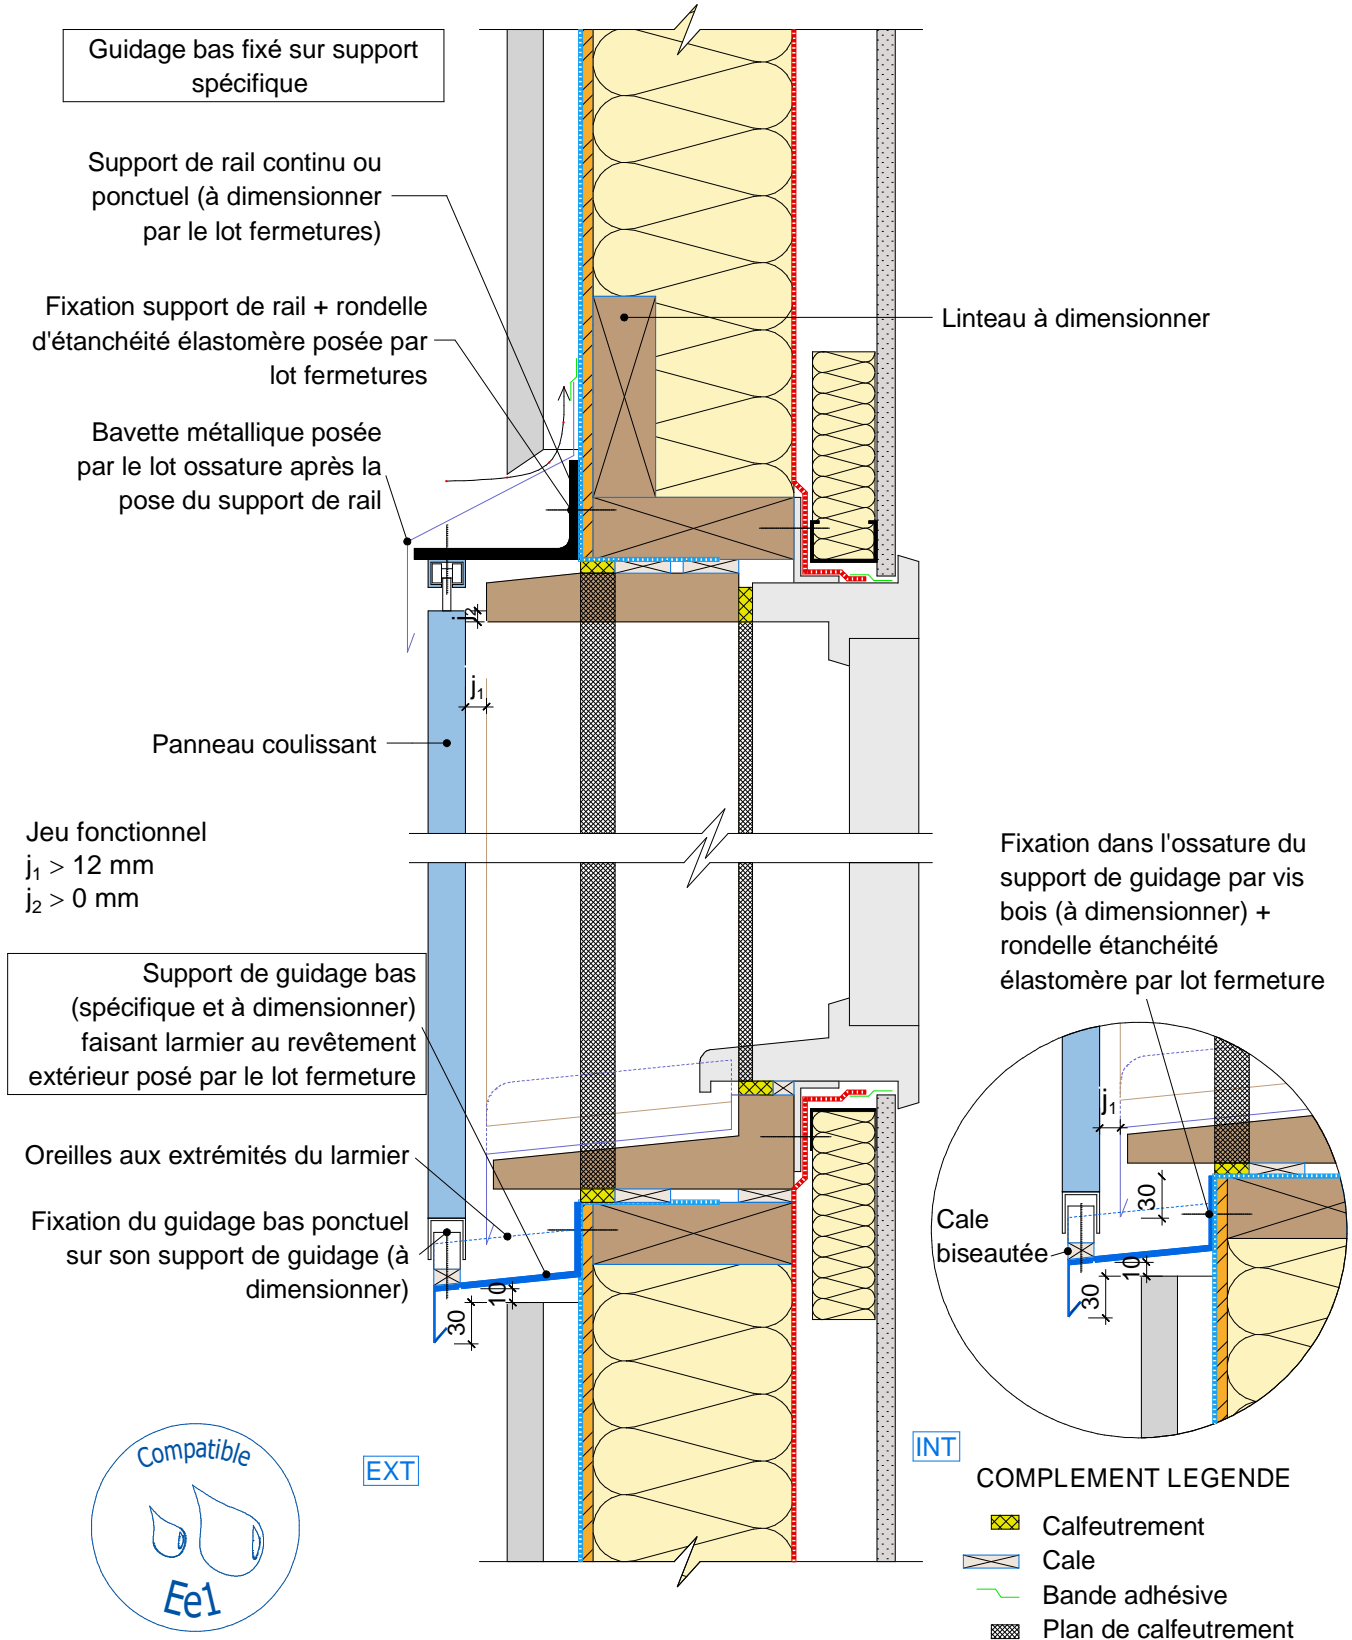 Guidage bas fixé sur support
spécifique
Support de rail continu ou
ponctuel (à dimensionner
par le lot fermetures)
Fixation support de rail + rondelle
d'étanchéité élastomère posée par
lot fermetures
Linteau à dimensionner
Bavette métallique posée
par le lot ossature après la
pose du support de rail
j2
j1
Panneau coulissant
Jeu fonctionnel
j1 > 12 mm
j2 > 0 mm
Fixation dans l'ossature du
support de guidage par vis
bois (à dimensionner) +
rondelle étanchéité
élastomère par lot fermeture
Support de guidage bas
(spécifique et à dimensionner)
faisant larmier au revêtement
extérieur posé par le lot fermeture
Oreilles aux extrémités du larmier
Fixation du guidage bas ponctuel
sur son support de guidage (à
dimensionner)
10
30
j1
30
Cale
biseautée
10
30
Compatible
Ee1
EXT
INT
COMPLEMENT LEGENDE
Calfeutrement
Cale
Bande adhésive
Plan de calfeutrement